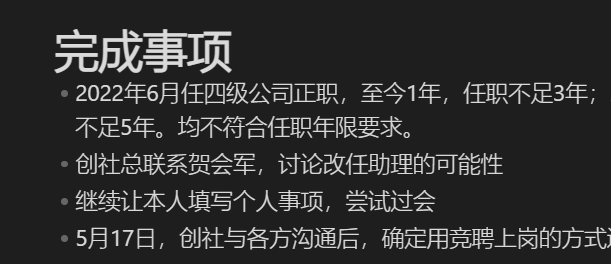 完成事项
2022年6月任四级公司正职，至今1年，任职不足3年；
不足5年。均不符合任职年限要求。
创社总联系贺会军，讨论改任助理的可能性
继续让本人填写个人事项，尝试过会
5月17日，创社与各方沟通后，确定用竞聘上岗的方式